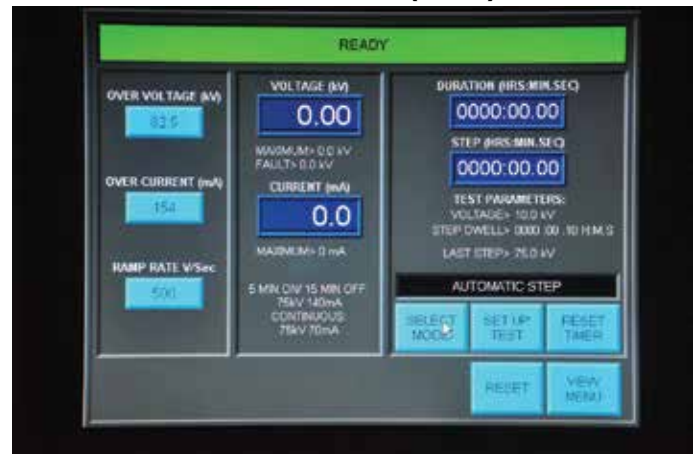 READY
OVER VOLTAGE (kV)
82.5
OVER CURRENT (mA)
154
RAMP RATE V/Sec
500
VOLTAGE (kV)
0.00
MAXIMUM> 0.0 kV
FAULT> 0.0 kV
CURRENT (mA)
0.0
MAXIMUM> 0 mA
5 MIN. ON/ 15 MIN OFF
75kV 140mA
CONTINUOUS:
75kV 70mA
DURATION (HRS:MIN.SEC)
0000:00.00
STEP (HRS:MIN.SEC)
0000:00.00
TEST PARAMETERS:
VOLTAGE> 10.0 kV
STEP DWELL> 0000 :00 .10 H.M.S
LAST STEP> 75.0 kV
AUTOMATIC STEP
SELECT
MODE
SET UP
TEST
RESET
TIMER
RESET
VIEW
MENU